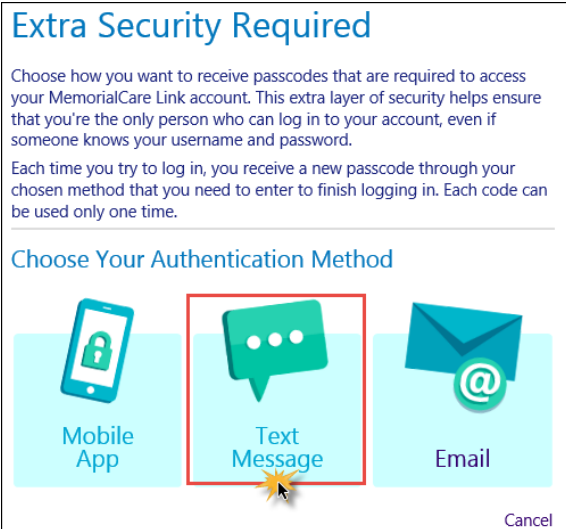 Extra Security Required
Choose how you want to receive passcodes that are required to access
your MemorialCare Link account. This extra layer of security helps ensure
that you're the only person who can log in to your account, even if
someone knows your username and password.
Each time you try to log in, you receive a new passcode through your
chosen method that you need to enter to finish logging in. Each code can
be used only one time.
Choose Your Authentication Method
@
Mobile
App
Text
Message
Email
Cancel